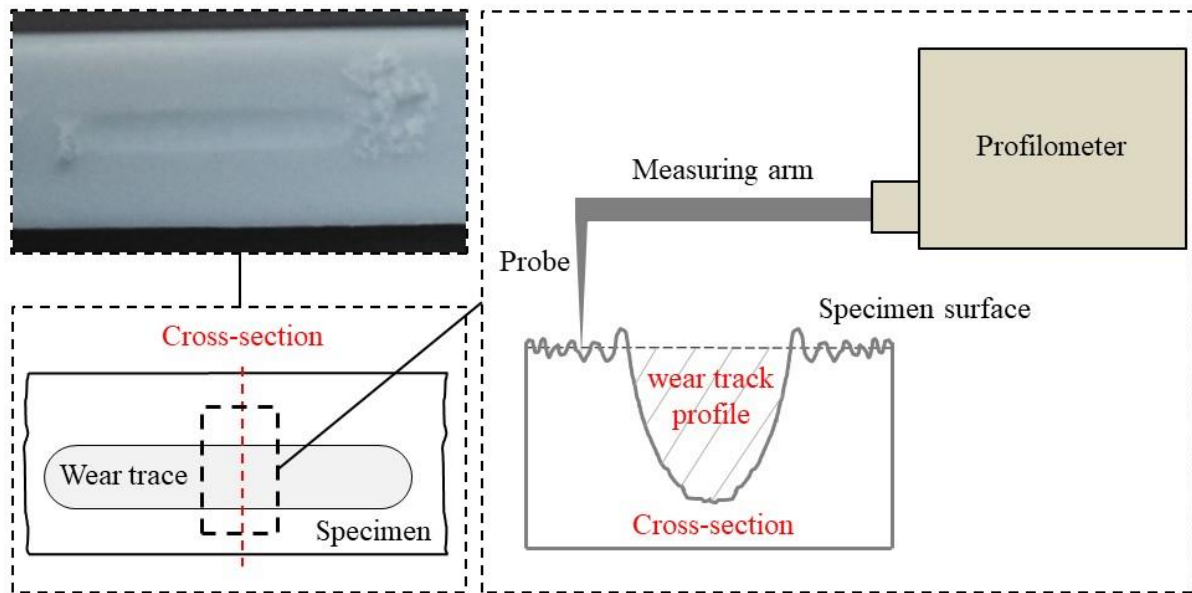 Profilometer
Measuring arm
Probe
Specimen surface
wear track
profile
Cross-section
Cross-section
Wear trace
Specimen